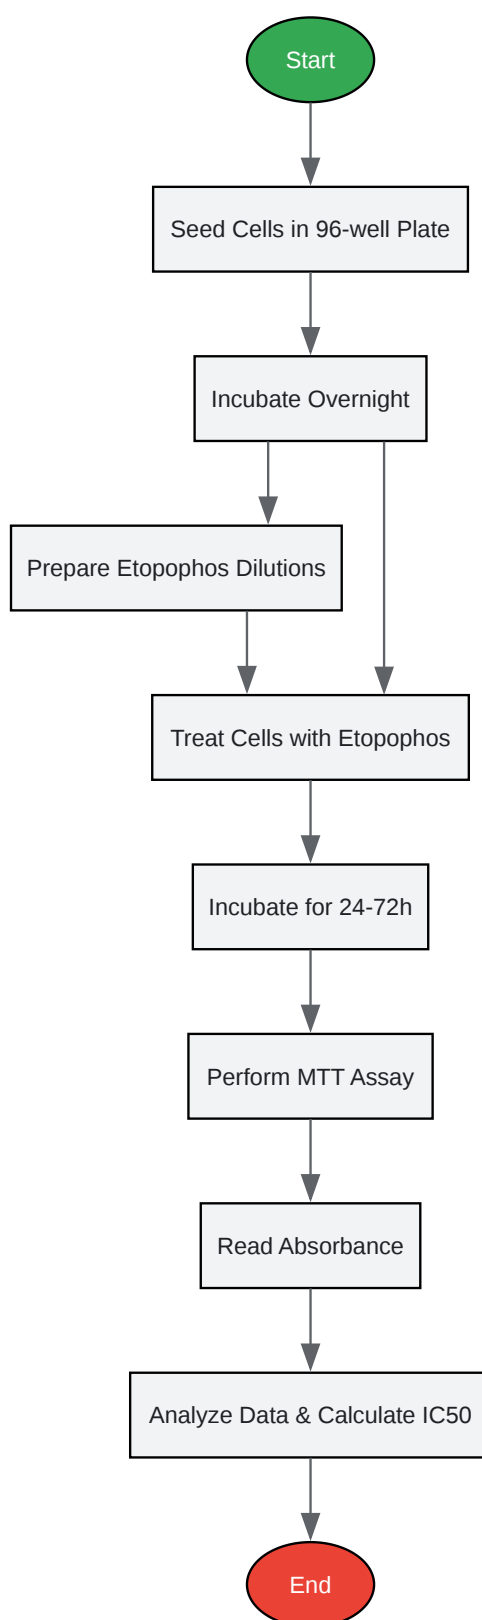 Start
Seed Cells in 96-well Plate
Incubate Overnight
Prepare Etopophos Dilutions
Treat Cells with Etopophos
Incubate for 24-72h
Perform MTT Assay
Read Absorbance
Analyze Data & Calculate IC50
End